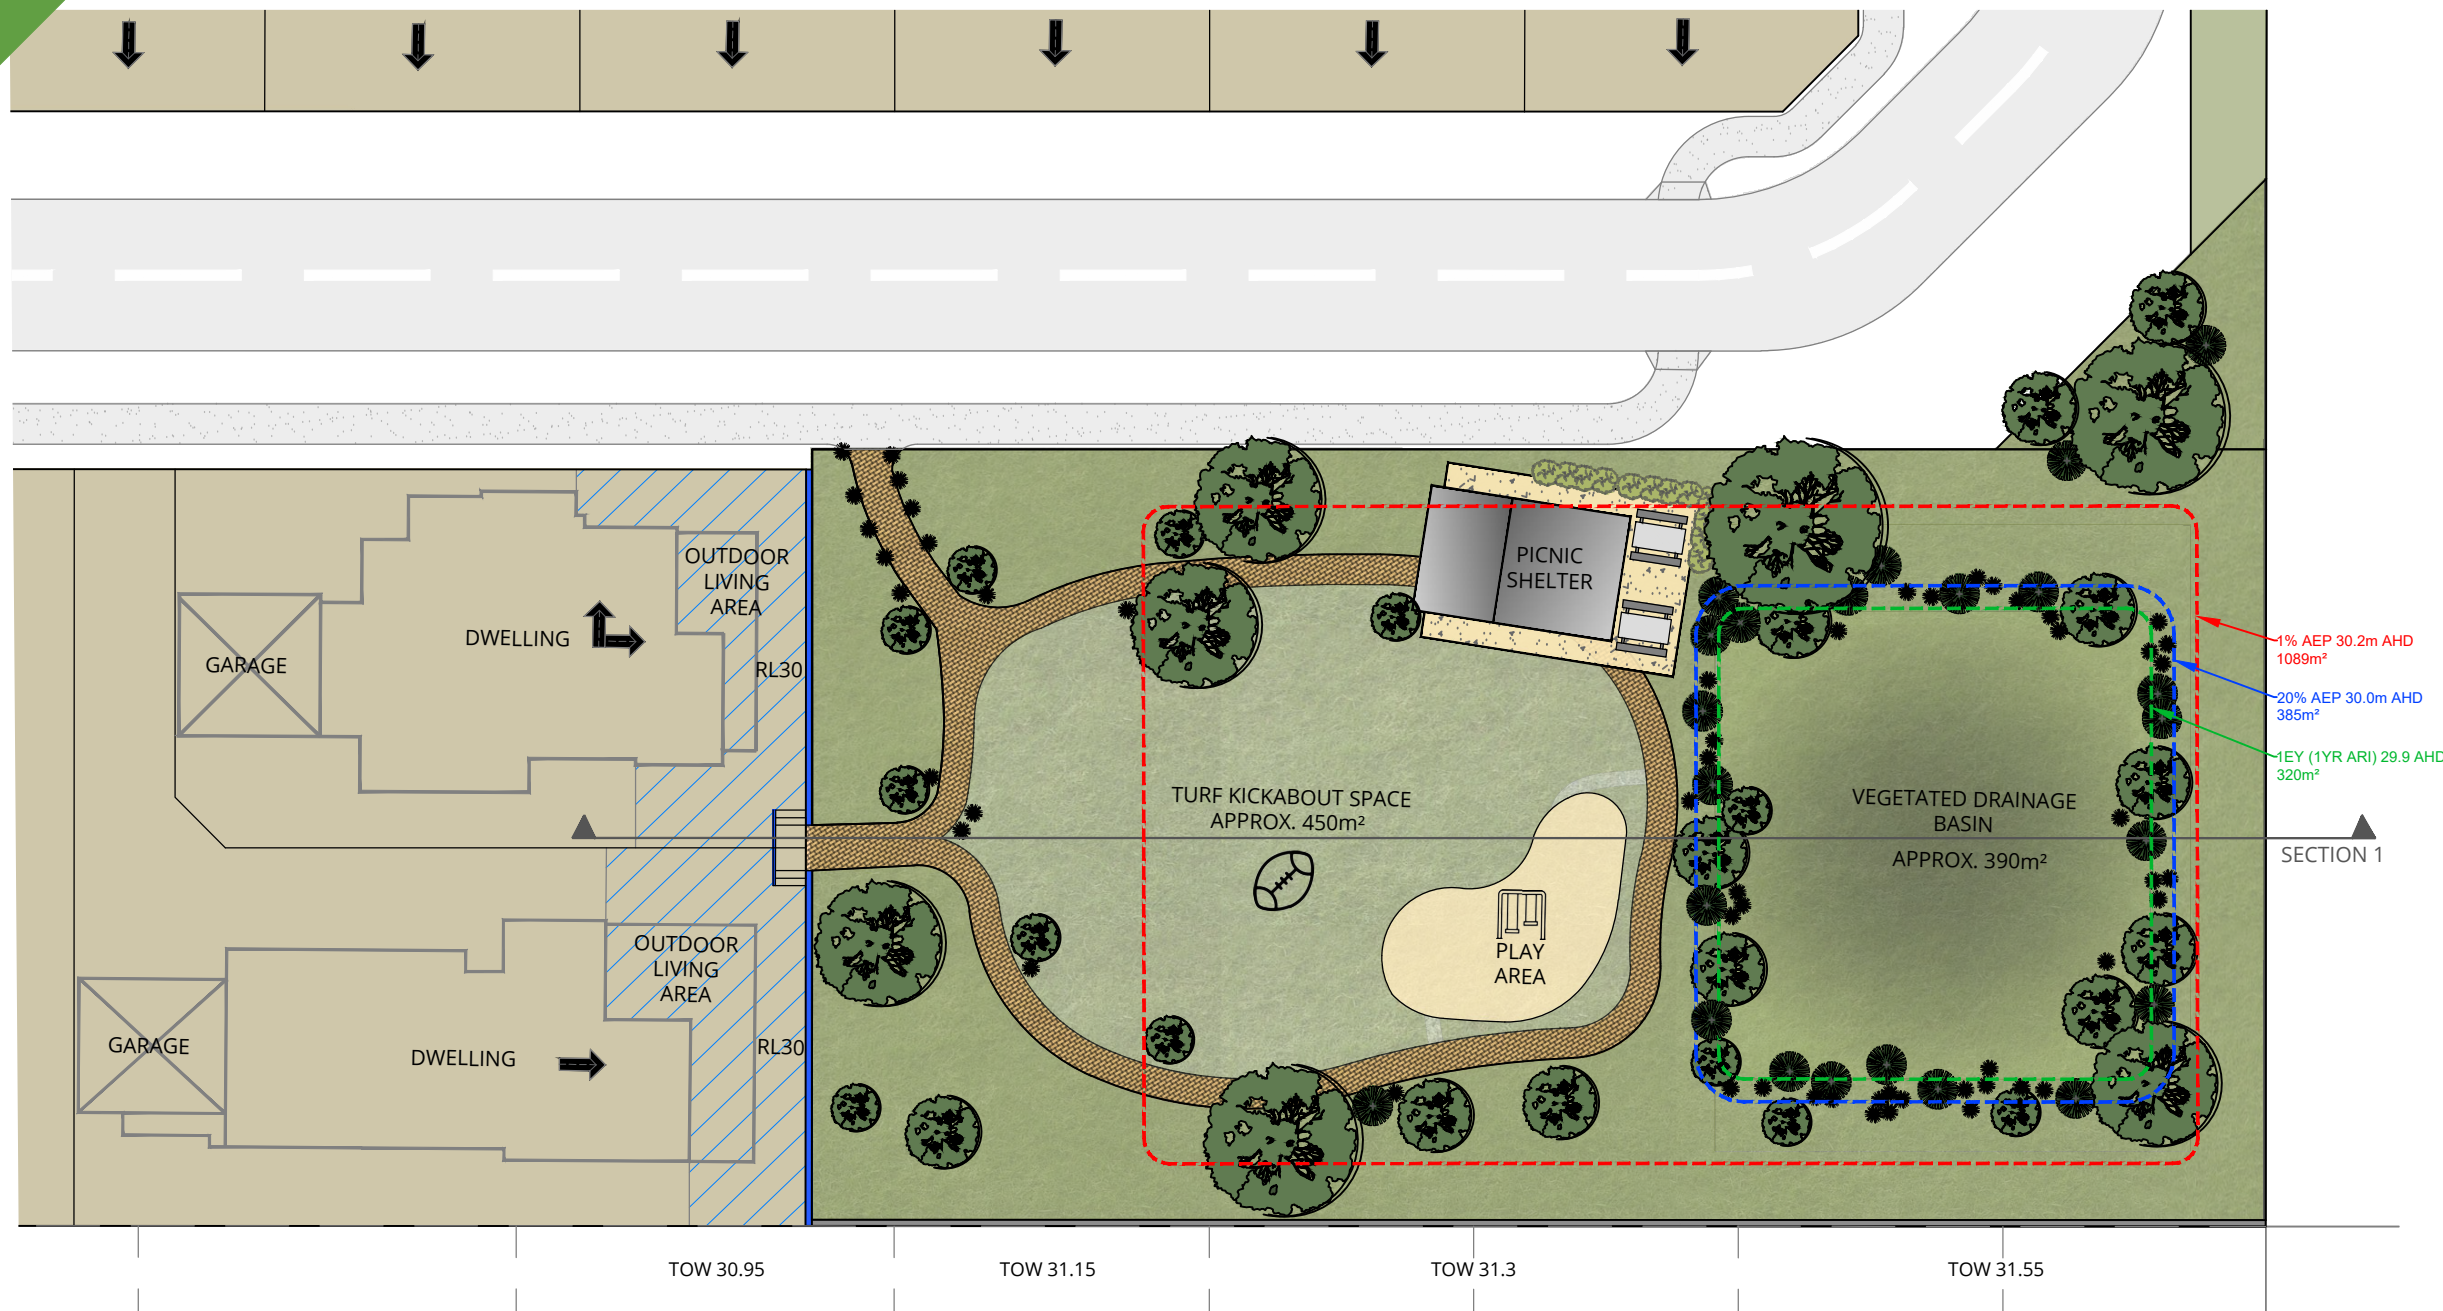 OUTDOOR
LIVING
AREA
DWELLING
GARAGE
RL30
PICNIC
SHELTER
1% AEP 30.2m AHD
1089m²
20% AEP 30.0m AHD
385m²
1EY (1YR ARI) 29.9 AHD
320m²
TURF KICKABOUT SPACE
APPROX. 450m²
VEGETATED DRAINAGE
BASIN
APPROX. 390m²
SECTION 1
OUTDOOR
LIVING
AREA
PLAY
AREA
GARAGE
DWELLING
RL30
TOW 30.95
TOW 31.15
TOW 31.3
TOW 31.55